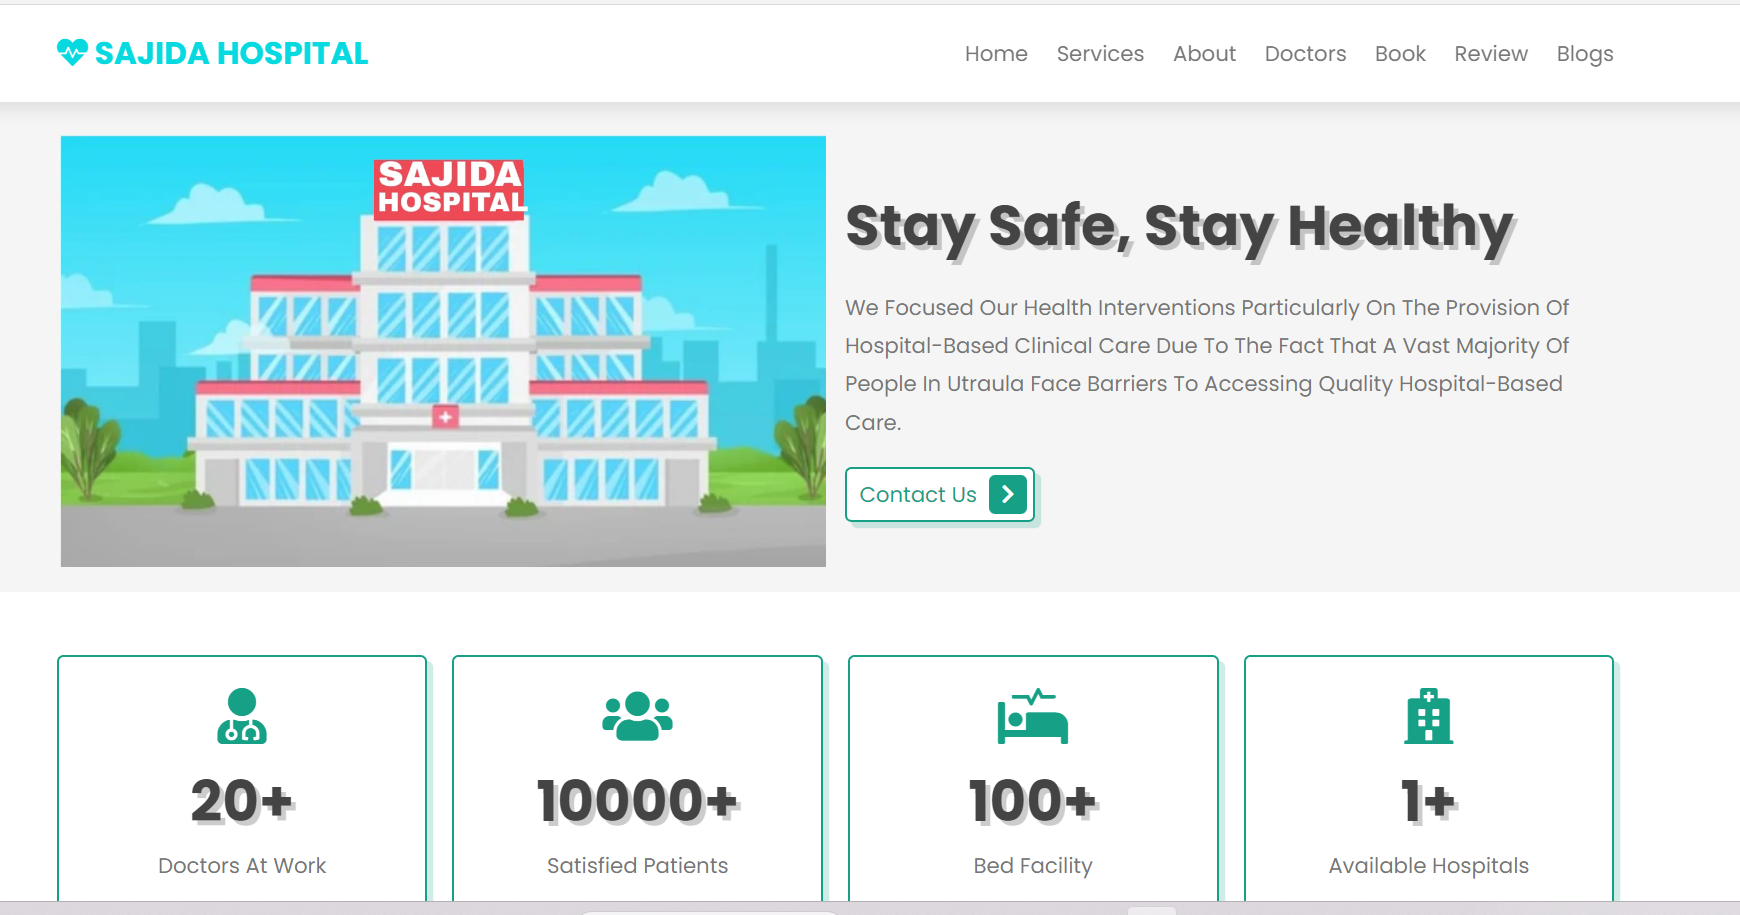 SAJIDA HOSPITAL
Home Services About Doctors Book Review Blogs
SAJIDA
HOSPITAL
Stay Safe, Stay Healthy
We Focused Our Health Interventions Particularly On The Provision Of
Hospital-Based Clinical Care Due To The Fact That A Vast Majority Of
People In Utraula Face Barriers To Accessing Quality Hospital-Based
Care.
Contact Us
20+
Doctors At Work
10000+
Satisfied Patients
100+
Bed Facility
1+
Available Hospitals